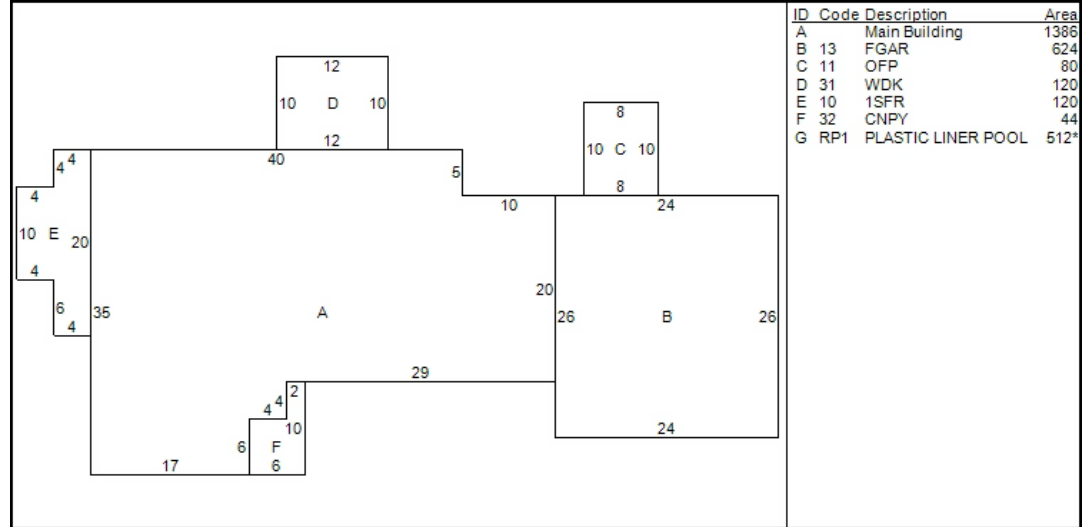 ID Code Description Area
A Main Building 1386
B 13 FGAR 624
C 11 OFP 80
D 31 WDK 120
E 10 1SFR 120
F 32 CNPY 44
G RP1 PLASTIC LINER POOL 512*
12
10 D 10
12
8
10 C 10
8
4
4
40
5
4
10
24
10 E 20
4
20
6
35
A
26 B 26
4
29
2
4
4
10
24
6
F
17
6